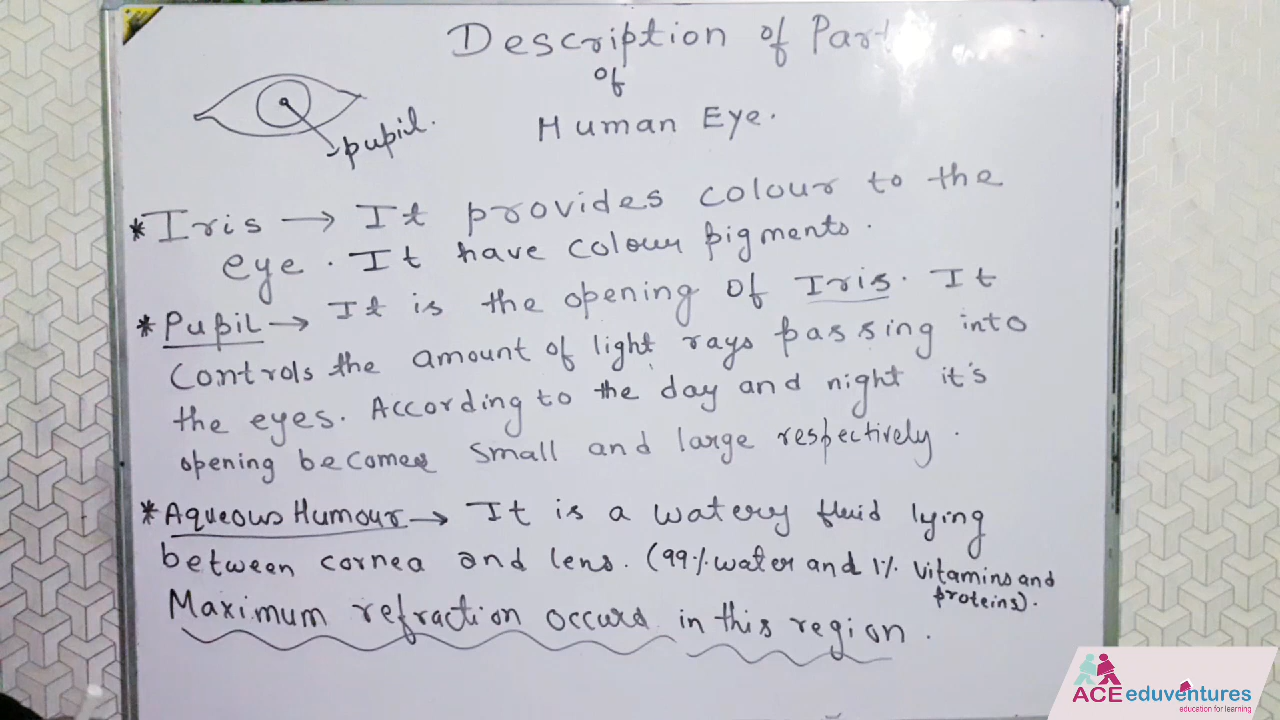 Description of Part
of
Human Eye.
pupil.
* Iris → It provides colour to the
eye. It have colour pigments.
* Pupil → It is the opening of Iris. It
controls the amount of light rays passing into
the eyes. According to the day and night it's
opening becomes small and large respectively.
* Aqueous Humour → It is a watery fluid lying
between cornea and lens. (99% water and 1% vitamins and
proteins).
Maximum refraction occurs in this region.
ACE eduventures
education for learning